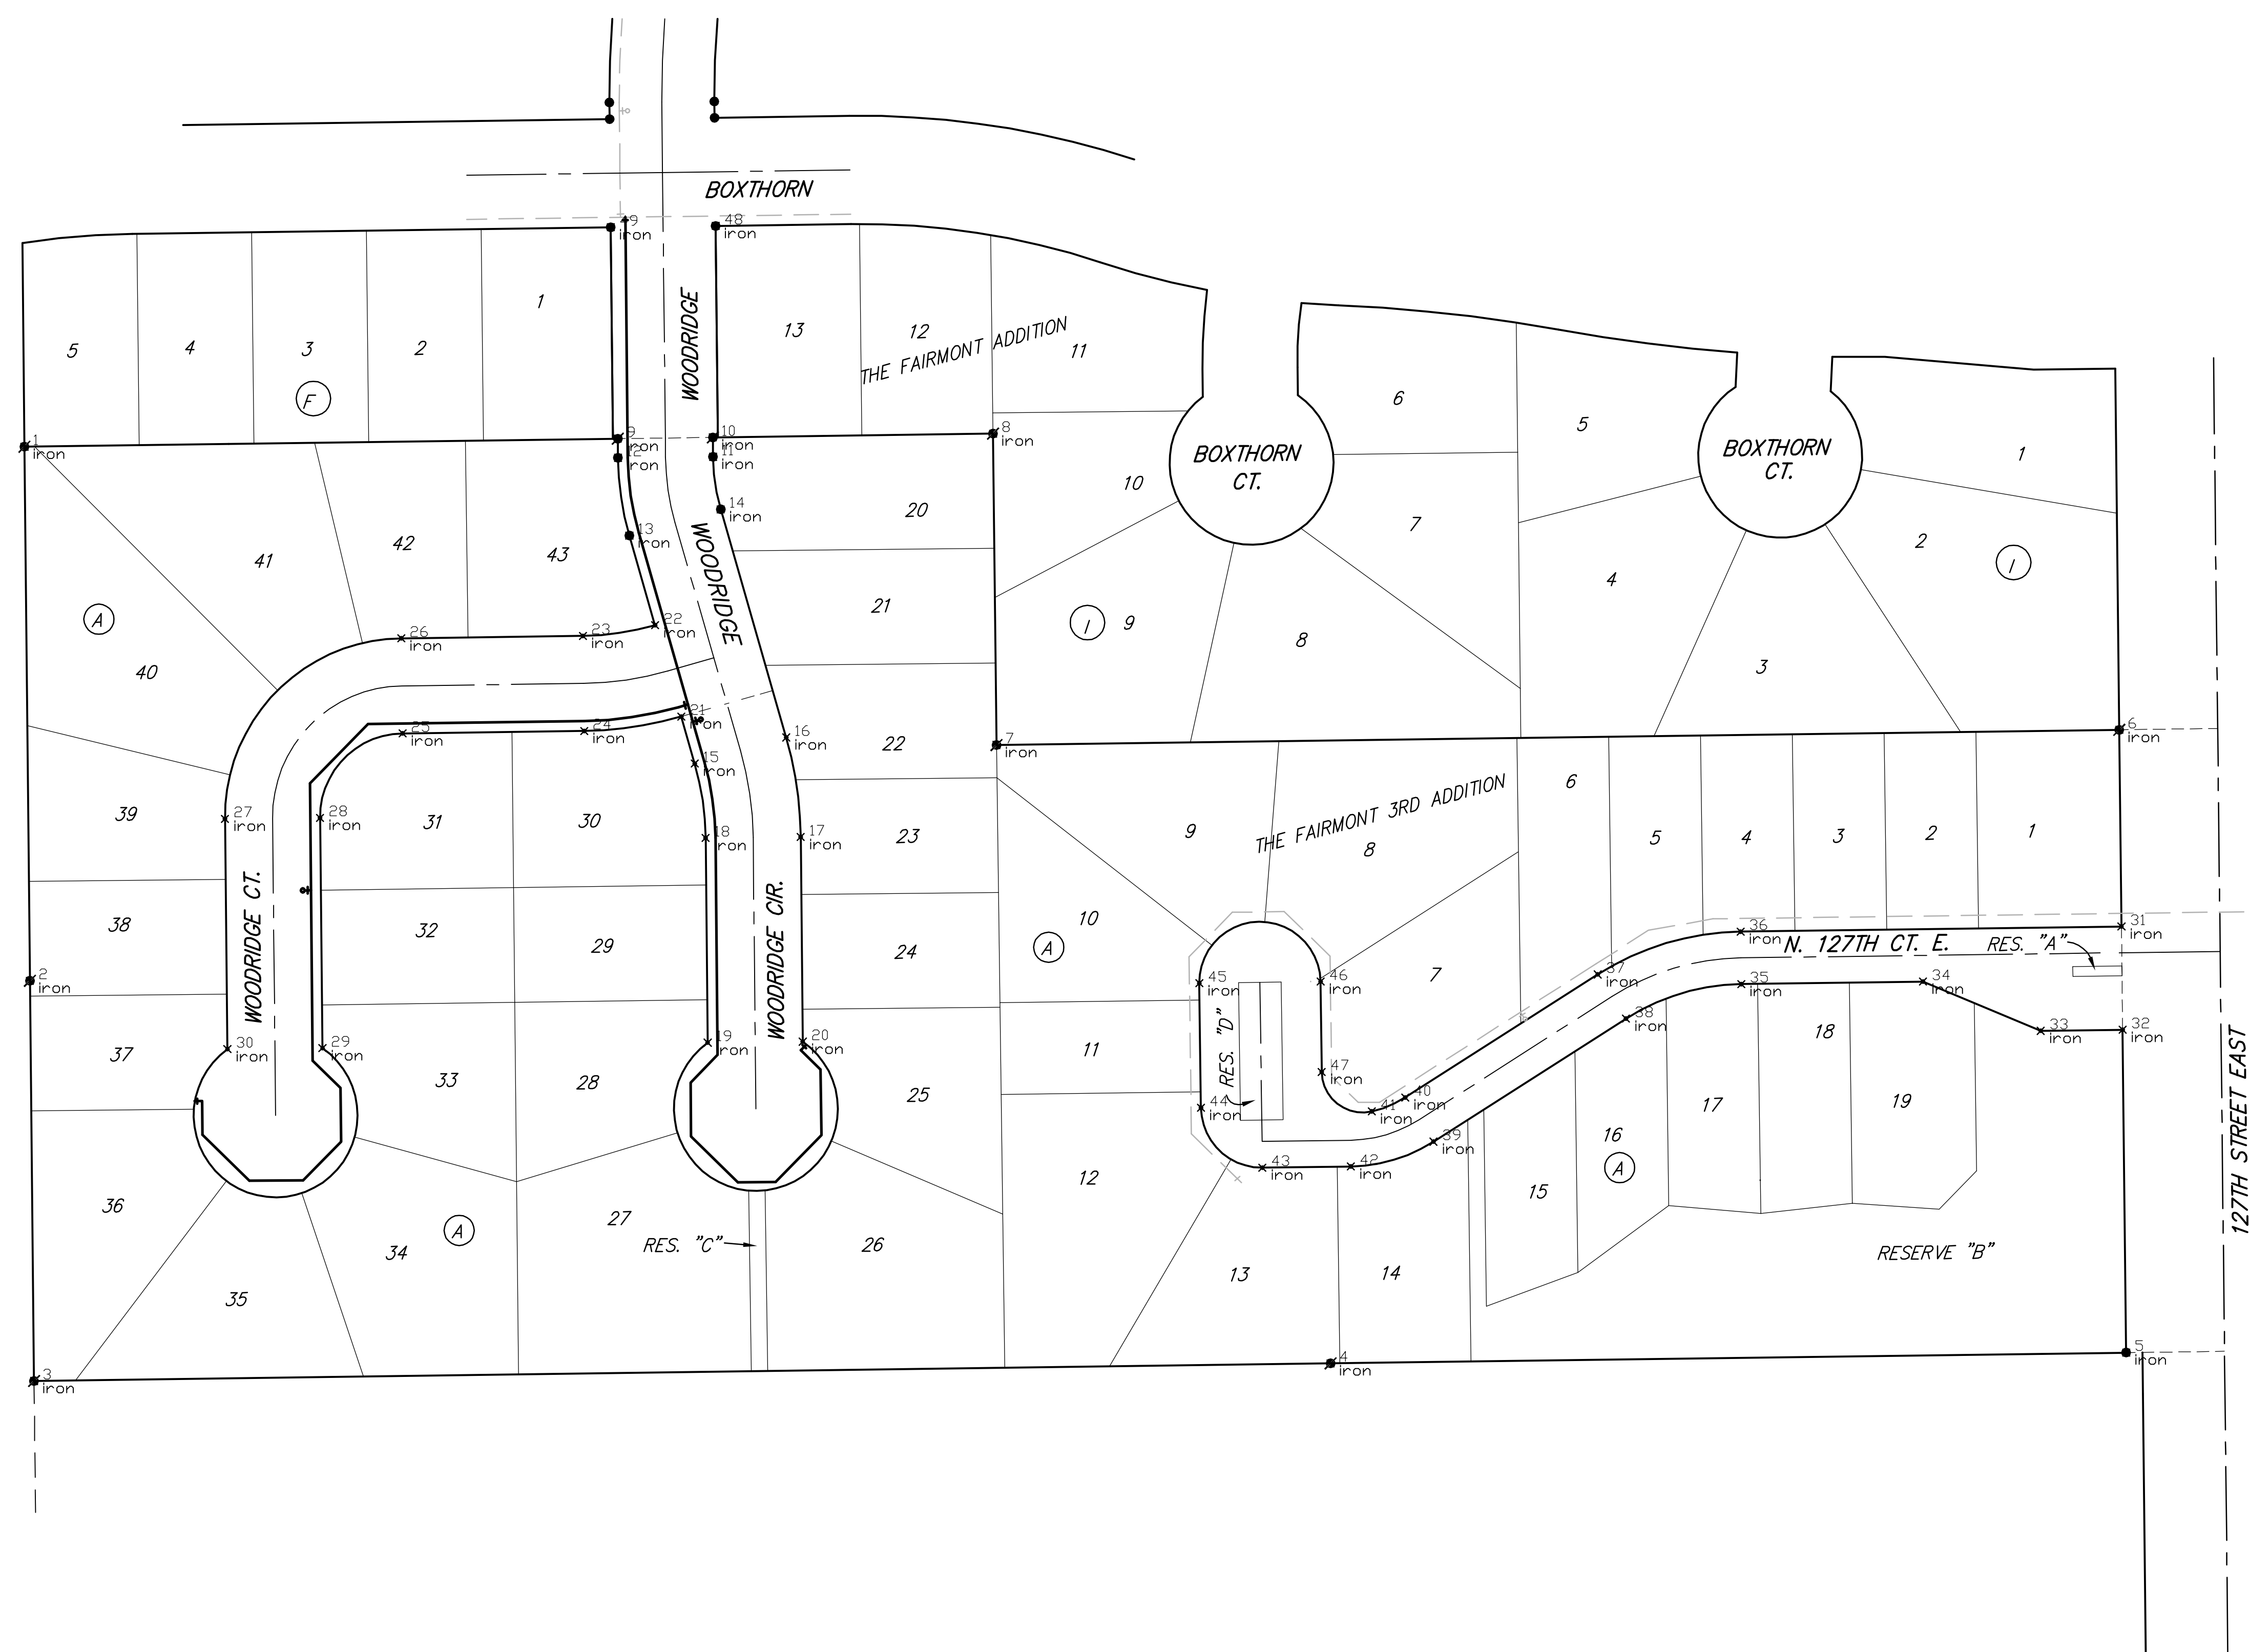 BOXTHORN
49
iron
48
iron
WOODRIDGE
5
4
3
2
1
F
13
12
11
THE FAIRMONT ADDITION
6
5
1
BOXTHORN
CT.
BOXTHORN
CT.
1
iron
9
iron
10
iron
8
iron
12
iron
11
iron
14
iron
13
iron
10
7
4
2
I
3
I
9
8
41
42
43
20
21
WOODRIDGE
A
40
26
iron
23
iron
22
iron
25
iron
24
iron
21
iron
15
iron
16
iron
22
7
iron
6
iron
39
27
iron
28
iron
31
30
18
iron
17
iron
23
9
THE FAIRMONT 3RD ADDITION
8
6
5
4
3
2
1
38
WOODRIDGE CT.
32
29
WOODRIDGE CIR.
24
10
A
7
36
iron
N. 127TH CT. E.
RES. "A"
31
iron
2
iron
45
iron
46
iron
37
iron
35
iron
34
iron
38
iron
33
iron
32
iron
37
30
iron
29
iron
33
28
19
iron
20
iron
25
11
RES. "D"
47
iron
44
iron
41
iron
40
iron
39
iron
43
iron
42
iron
18
17
19
16
A
15
127TH STREET EAST
36
34
A
27
RES. "C"
26
12
13
14
RESERVE "B"
35
3
iron
4
iron
5
iron